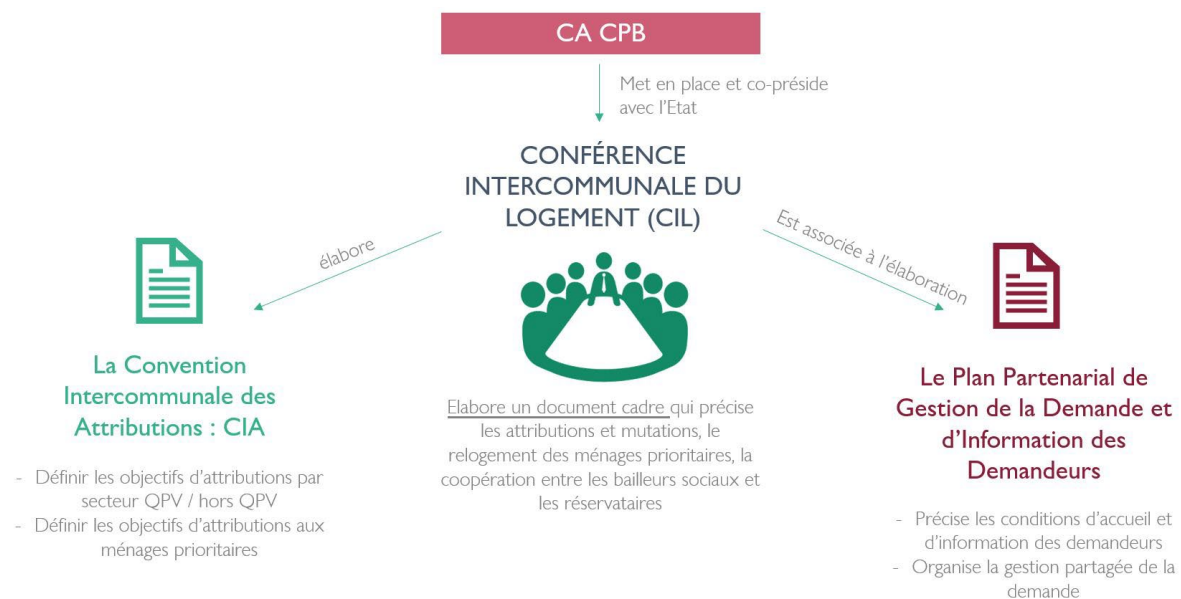 CA CPB
Met en place et co-préside
avec l'Etat
CONFÉRENCE
INTERCOMMUNALE DU
LOGEMENT (CIL)
élabore
Est associée à l'élaboration
La Convention
Intercommunale des
Attributions : CIA
- Définir les objectifs d'attributions par
secteur QPV / hors QPV
- Définir les objectifs d'attributions aux
ménages prioritaires
Elabore un document cadre qui précise
les attributions et mutations, le
relogement des ménages prioritaires, la
coopération entre les bailleurs sociaux et
les réservataires
Le Plan Partenarial de
Gestion de la Demande et
d'Information des
Demandeurs
- Précise les conditions d'accueil et
d'information des demandeurs
- Organise la gestion partagée de la
demande